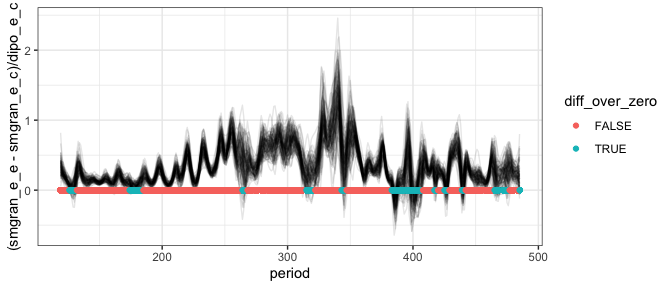 (smgran_e_e - smgran_e_c)/dipo_e_c
2
1
0
200
300
400
500
period
diff_over_zero
FALSE
TRUE